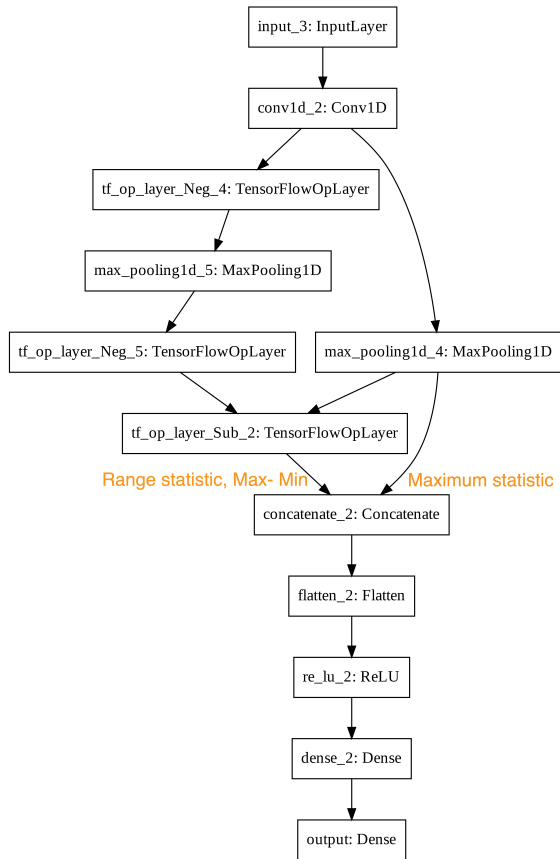 input_3: InputLayer
conv1d_2: Conv1D
tf_op_layer_Neg_4: TensorFlowOpLayer
max_pooling1d_5: MaxPooling1D
tf_op_layer_Neg_5: TensorFlowOpLayer
max_pooling1d_4: MaxPooling1D
tf_op_layer_Sub_2: TensorFlowOpLayer
Range statistic, Max- Min
Maximum statistic
concatenate_2: Concatenate
flatten_2: Flatten
re_lu_2: ReLU
dense_2: Dense
output: Dense